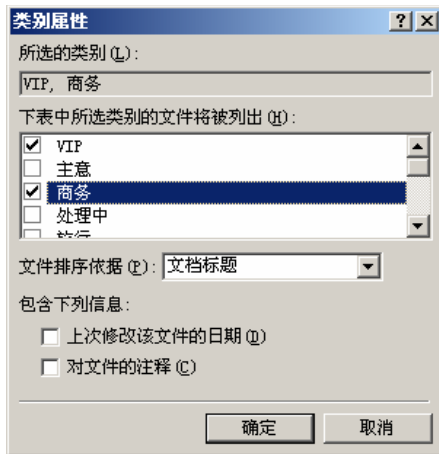 类别属性
所选的类别(L):
VIP, 商务
下表中所选类别的文件将被列出(H):
VIP
主意
商务
处理中
文件排序依据(P): 文档标题
包含下列信息:
上次修改该文件的日期(D)
对文件的注释(C)
确定 取消